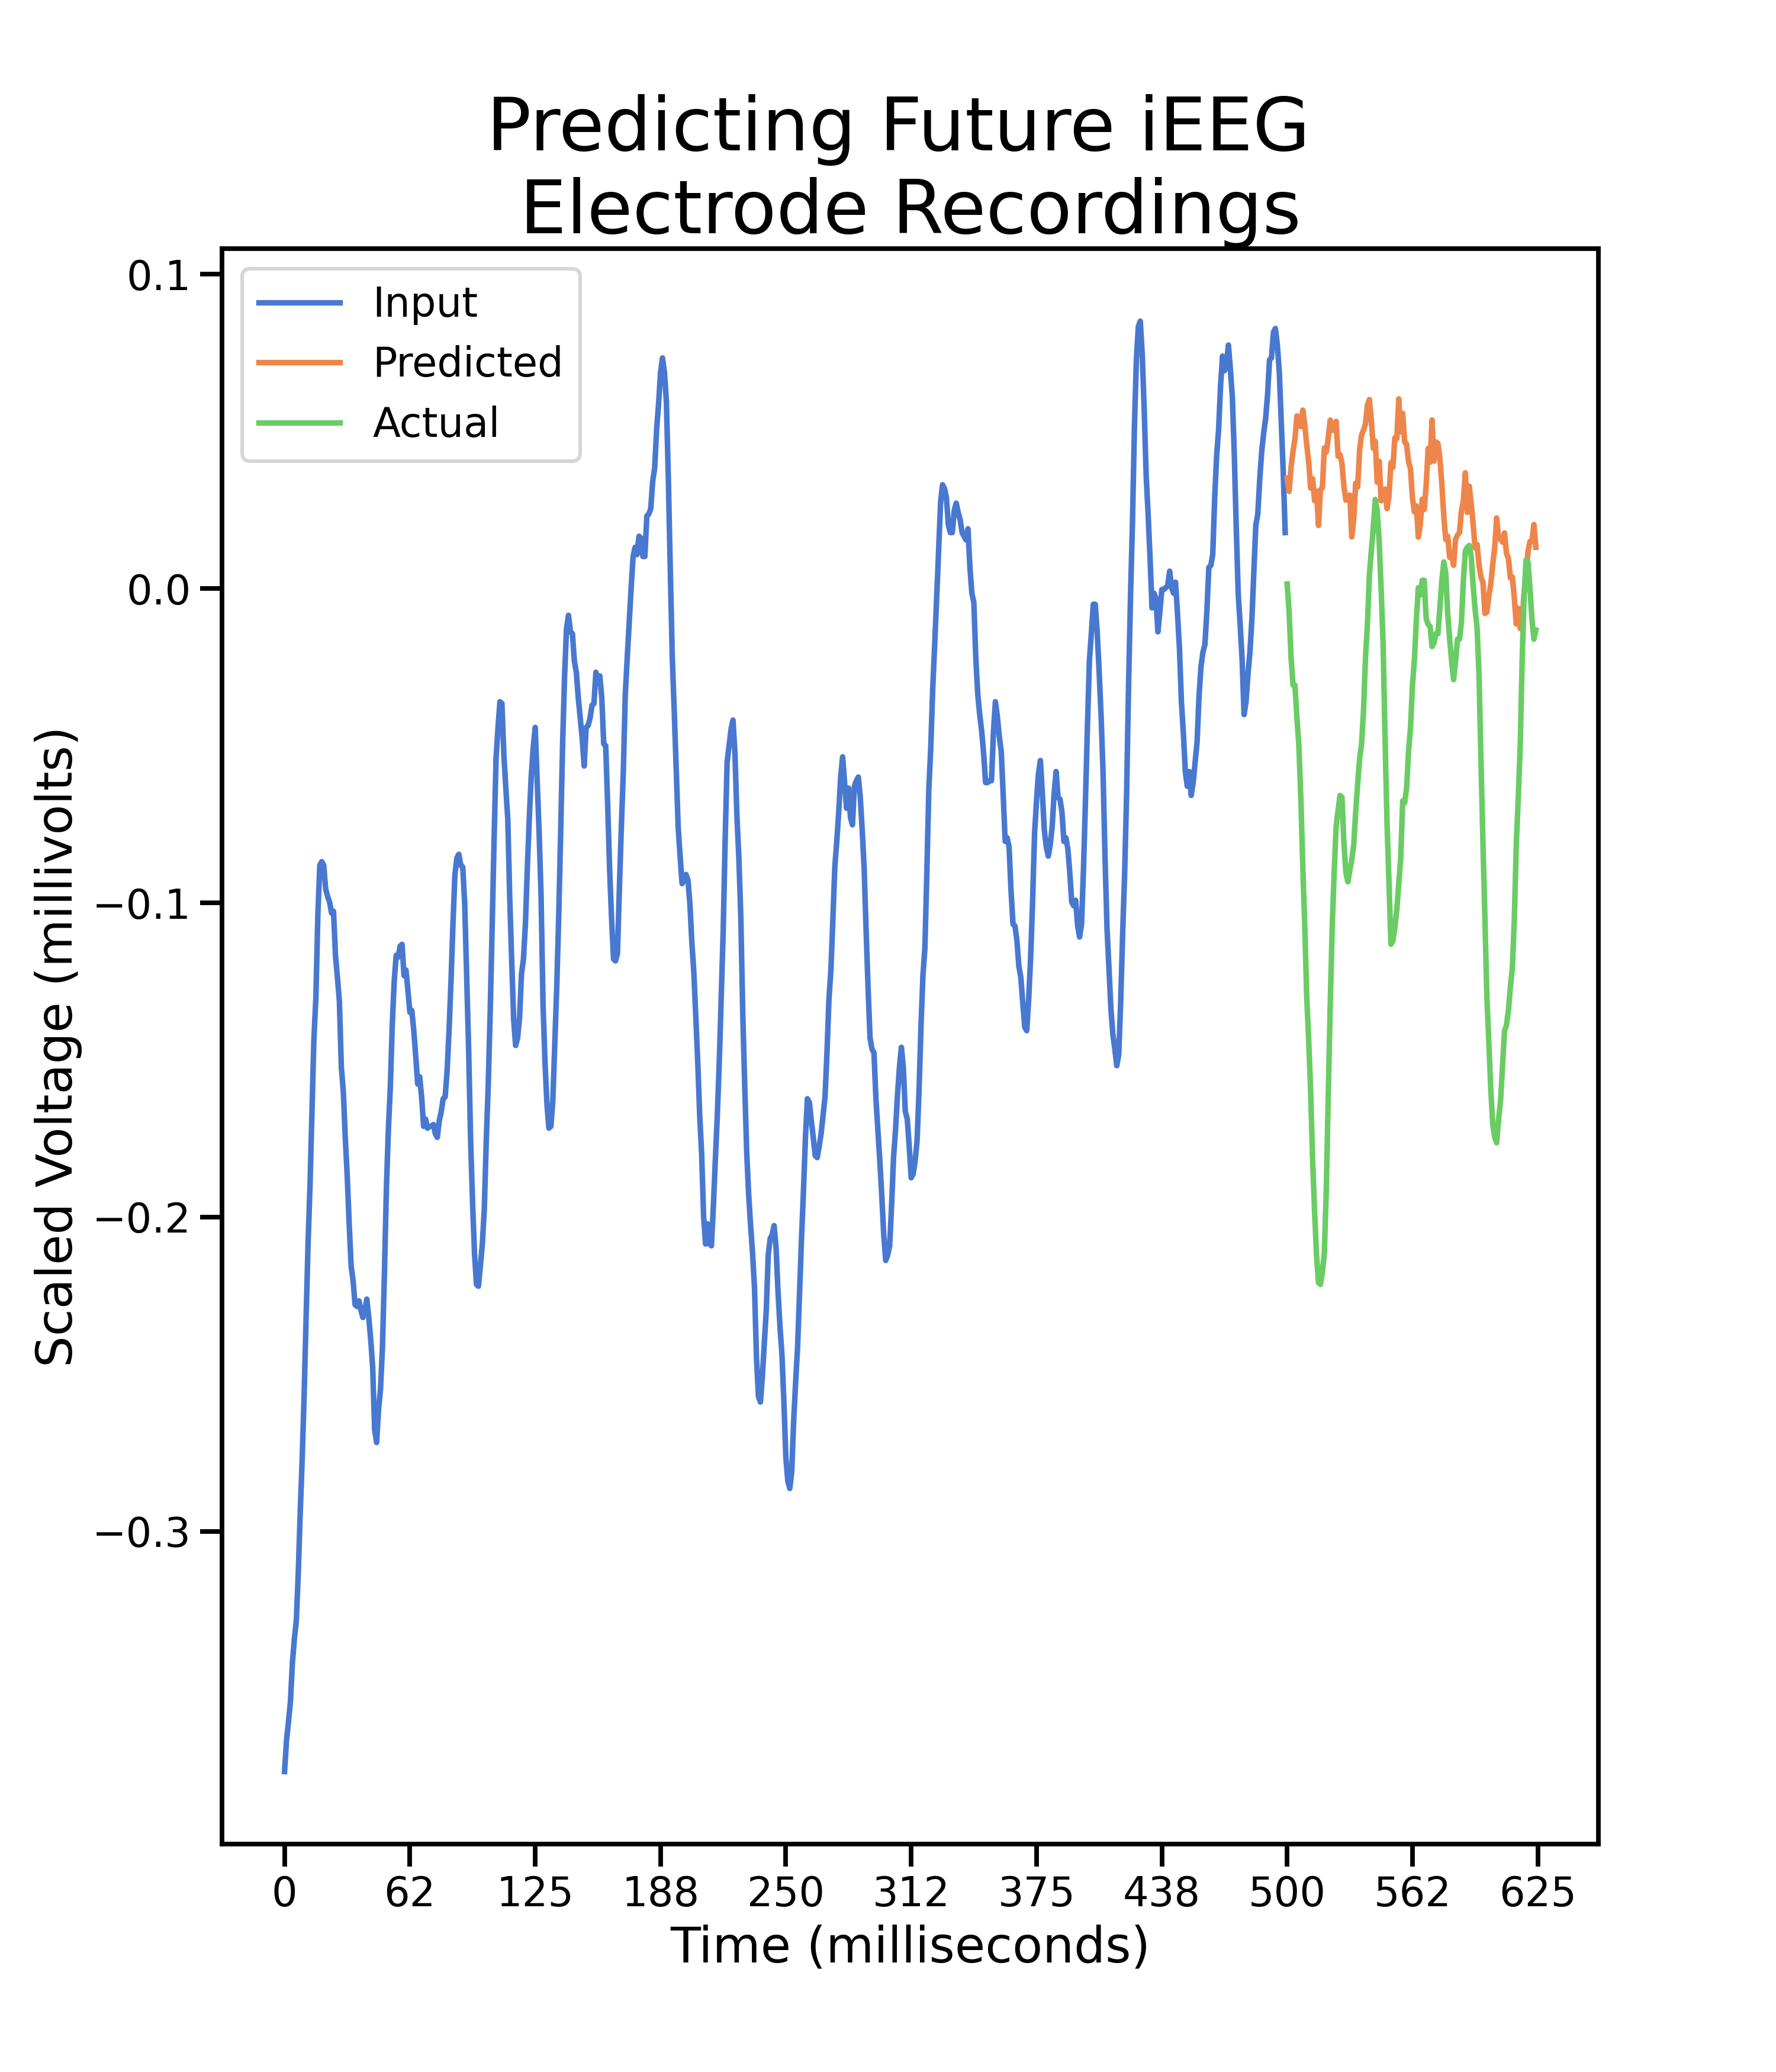 Predicting Future iEEG
Electrode Recordings
Input
Predicted
Actual
Scaled Voltage (millivolts)
0.1
0.0
−0.1
−0.2
−0.3
0 62 125 188 250 312 375 438 500 562 625
Time (milliseconds)